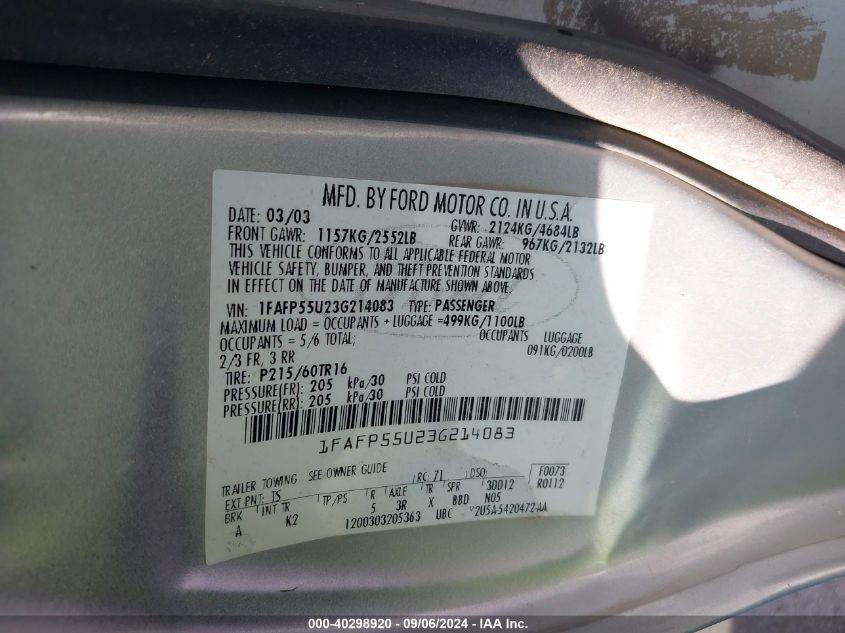 MFD. BY FORD MOTOR CO. IN U.S.A.
DATE: 03/03 GVWR: 2124KG/4684LB
FRONT GAWR: 1157KG/2552LB REAR GAWR: 967KG/2132LB
THIS VEHICLE CONFORMS TO ALL APPLICABLE FEDERAL MOTOR
VEHICLE SAFETY, BUMPER, AND THEFT PREVENTION STANDARDS
IN EFFECT ON THE DATE OF MANUFACTURE SHOWN ABOVE.
VIN: 1FAFP55U23G214083 TYPE: PASSENGER
MAXIMUM LOAD = OCCUPANTS + LUGGAGE =499KG/1100LB
OCCUPANTS = 5/6 TOTAL; OCCUPANTS LUGGAGE
2/3 FR, 3 RR 091KG/0200LB
TIRE: P215/60TR16
PRESSURE(FR): 205 kPa/30 PSI COLD
PRESSURE(RR): 205 kPa/30 PSI COLD
1FAFP55U23G214083
TRAILER TOWING SEE OWNER GUIDE
EXT PNT: TS RC: 71 DSO: F0073
BRK INT TR TP/PS R AXLE TR SPR 3DD12 R0112
A K2 5 3R X BBD N05
1200303205363 UBC Y2U5A-5420472-AA
000-40298920 - 09/06/2024 - IAA Inc.